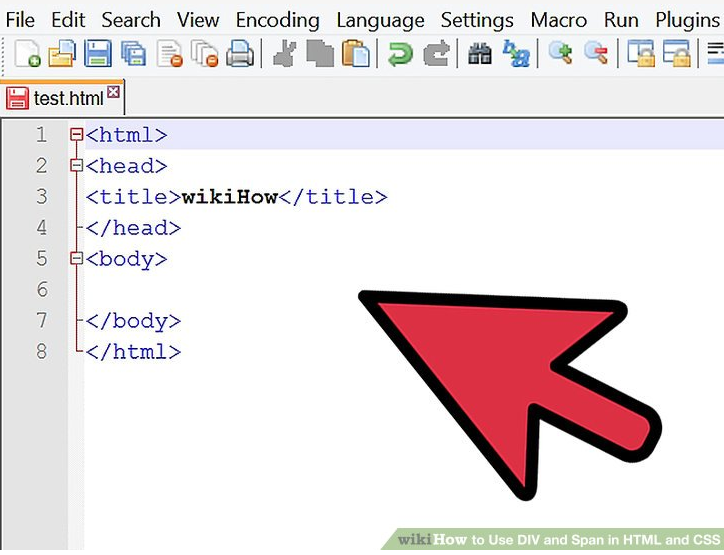 File Edit Search View Encoding Language Settings Macro Run Plugins
test.html
1 <html>
2 <head>
3 <title>wikiHow</title>
4 </head>
5 <body>
6
7 </body>
8 </html>
wikiHow to Use DIV and Span in HTML and CSS